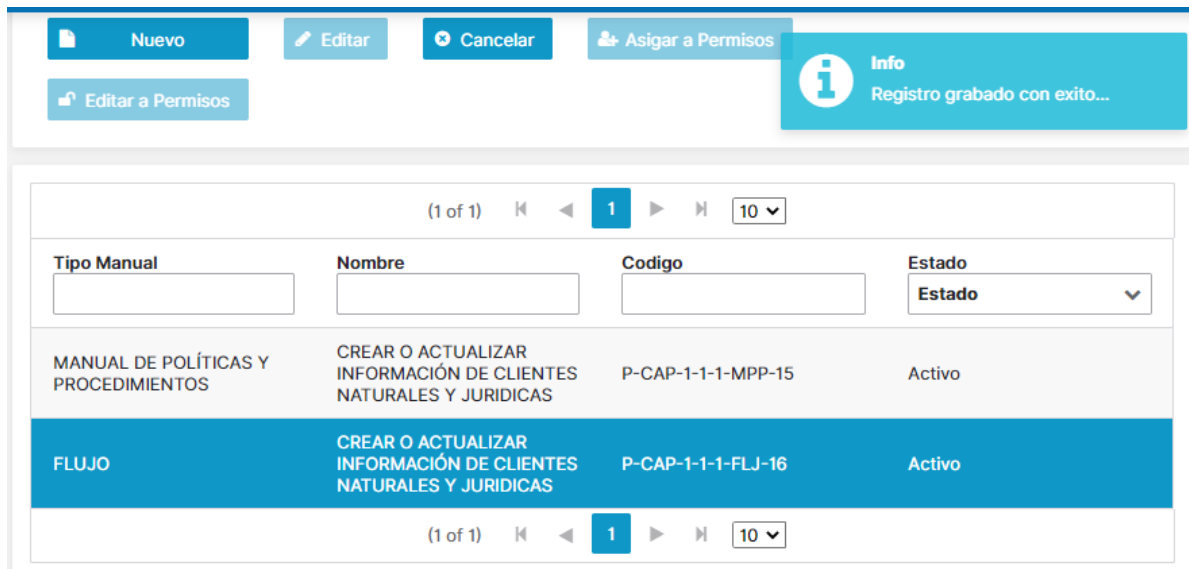 Nuevo
Editar
Cancelar
Asigar a Permisos
Info
Registro grabado con exito...
Editar a Permisos
(1 of 1) 1 10
Tipo Manual Nombre Codigo Estado
Estado
MANUAL DE POLÍTICAS Y
PROCEDIMIENTOS
CREAR O ACTUALIZAR
INFORMACIÓN DE CLIENTES
NATURALES Y JURIDICAS
P-CAP-1-1-1-MPP-15
Activo
FLUJO
CREAR O ACTUALIZAR
INFORMACIÓN DE CLIENTES
NATURALES Y JURIDICAS
P-CAP-1-1-1-FLJ-16
Activo
(1 of 1) 1 10